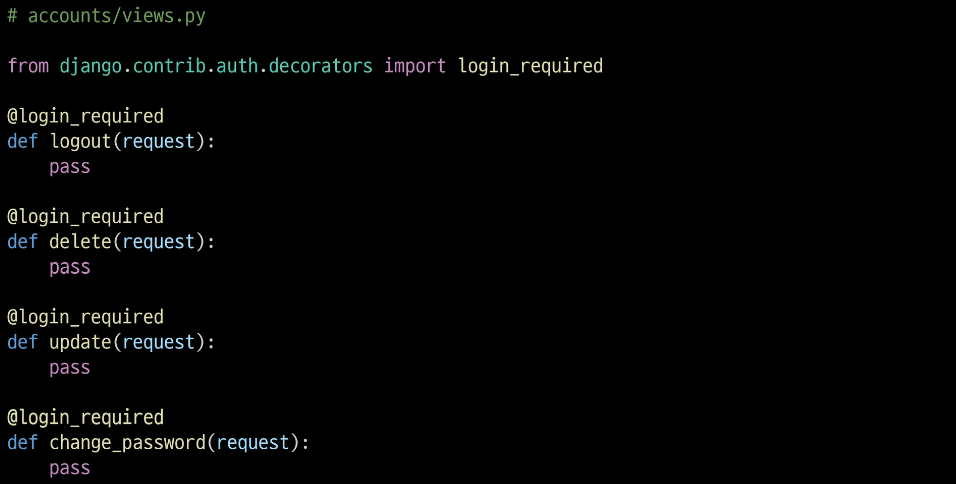 # accounts/views.py
from django.contrib.auth.decorators import login_required
@login_required
def logout(request):
    pass
@login_required
def delete(request):
    pass
@login_required
def update(request):
    pass
@login_required
def change_password(request):
    pass